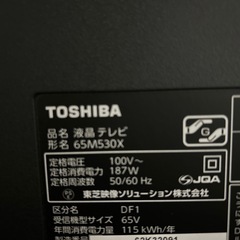 TOSHIBA
品名 液晶テレビ
形名 65M530X
定格電圧 100V~
定格消費電力 187W
定格周波数 50/60 Hz
JQA
東芝映像ソリューション株式会社
区分名 DF1
受信機型サイズ 65V
年間消費電力量 115 kWh/年